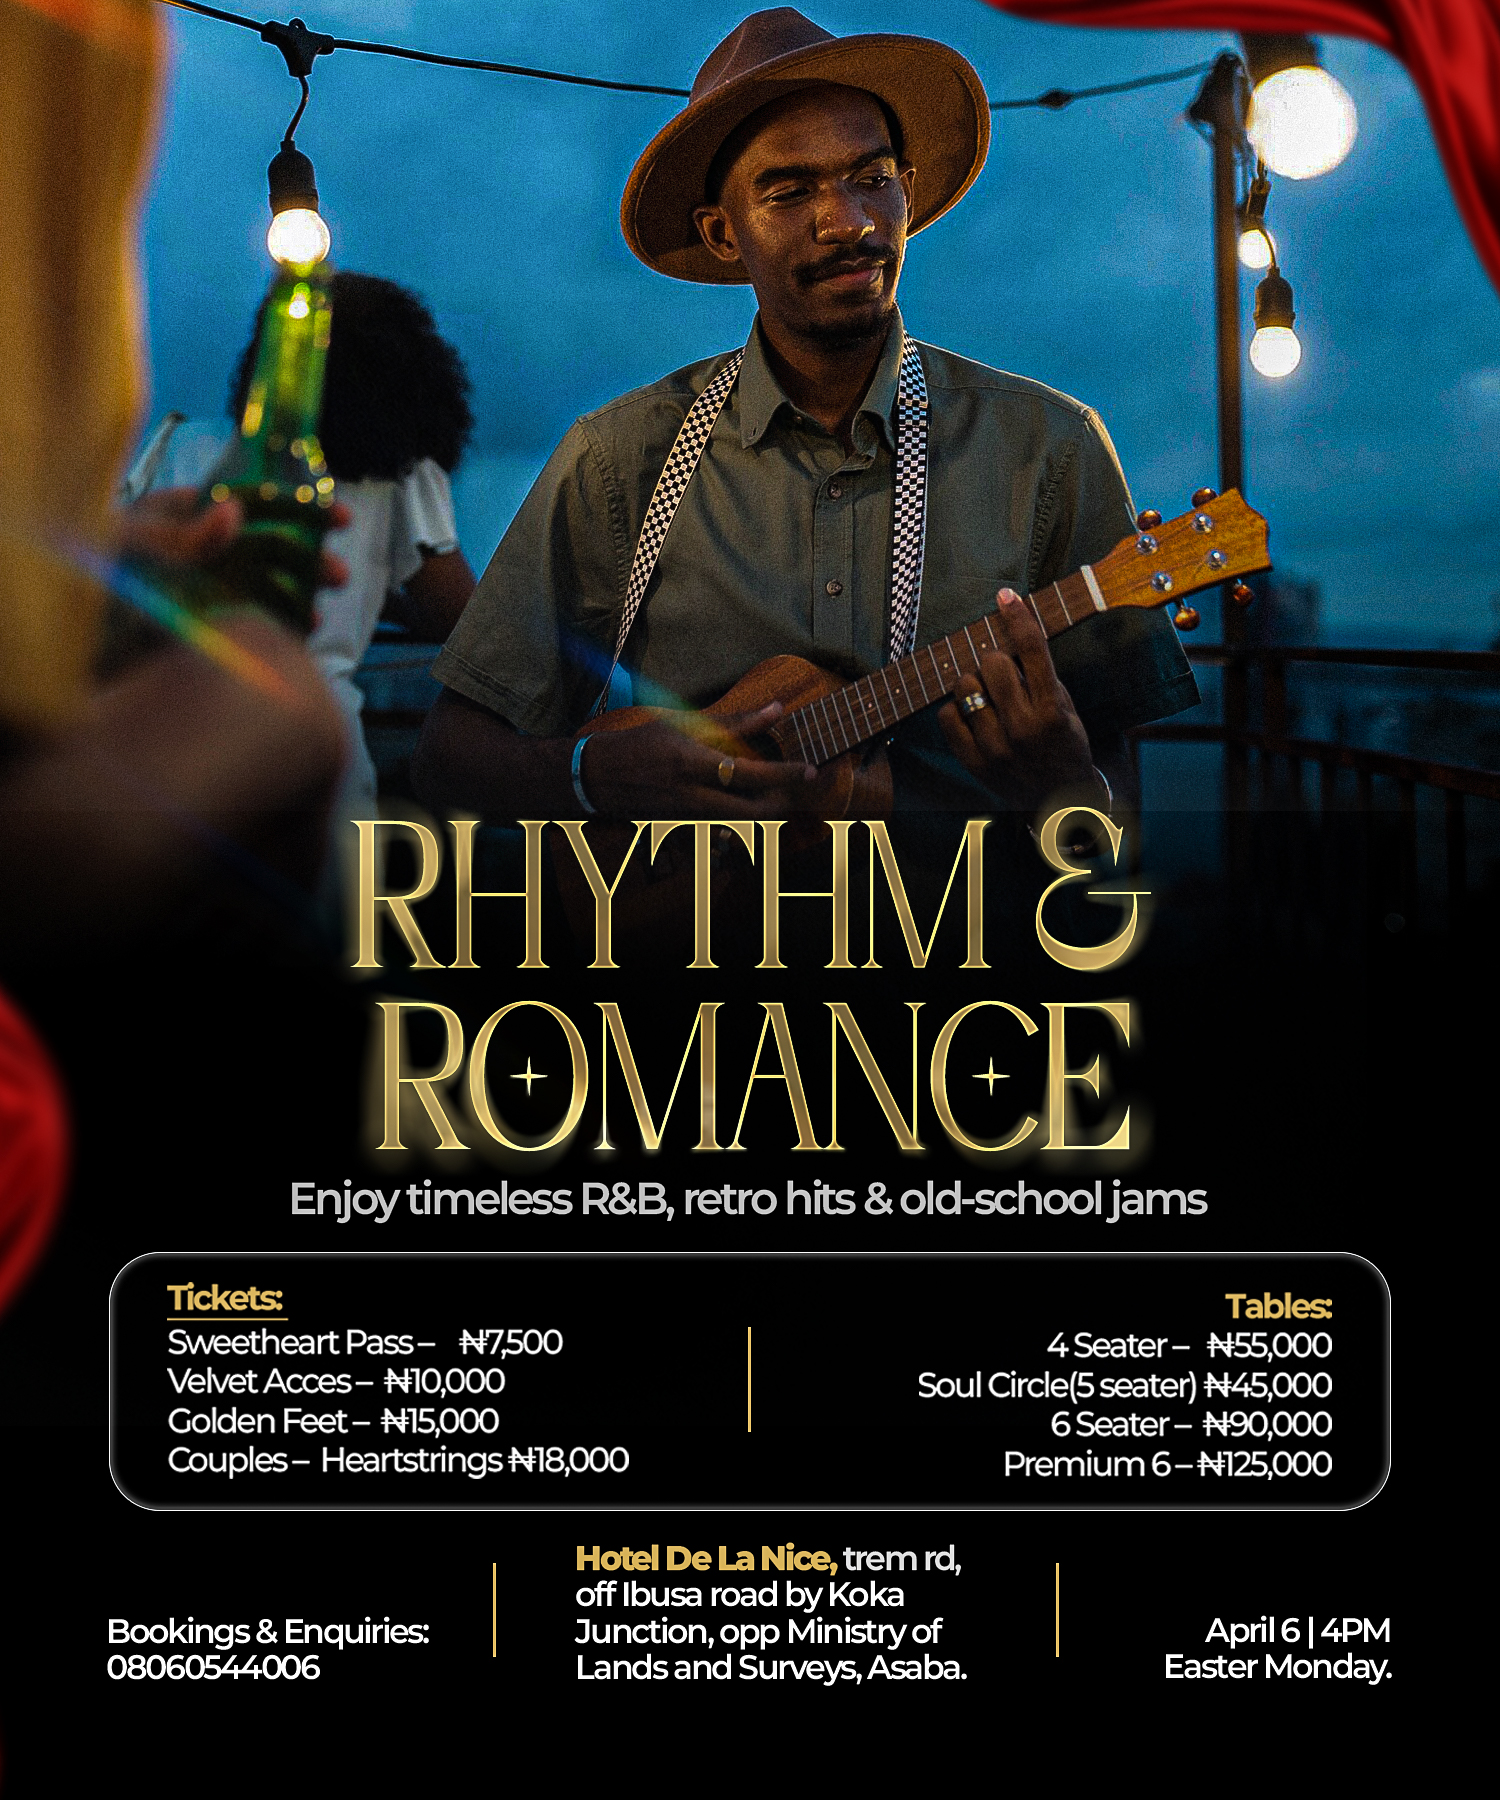 RHYTHM &
ROMANCE
Enjoy timeless R&B, retro hits & old-school jams
Tickets:
Sweetheart Pass – ₦7,500
Velvet Acces – ₦10,000
Golden Feet – ₦15,000
Couples – Heartstrings ₦18,000
Tables:
4 Seater – ₦55,000
Soul Circle(5 seater) ₦45,000
6 Seater – ₦90,000
Premium 6 – ₦125,000
Bookings & Enquiries:
08060544006
Hotel De La Nice, trem rd,
off Ibusa road by Koka
Junction, opp Ministry of
Lands and Surveys, Asaba.
April 6 | 4PM
Easter Monday.